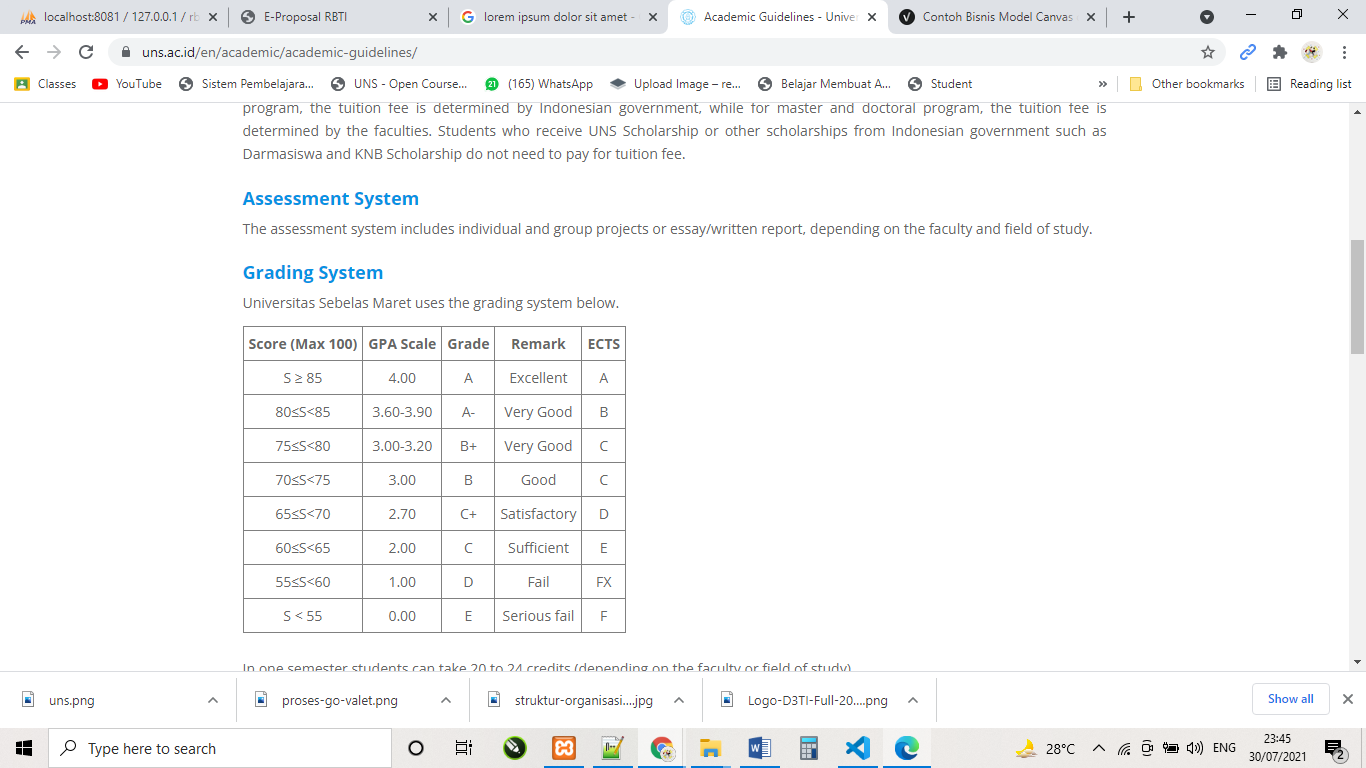 localhost:8081 / 127.0.0.1 / rb
E-Proposal RBTI
lorem ipsum dolor sit amet -
Academic Guidelines - Univer
Contoh Bisnis Model Canvas
uns.ac.id/en/academic/academic-guidelines/
Classes YouTube Sistem Pembelajara... UNS - Open Course... (165) WhatsApp Upload Image – re... Belajar Membuat A... Student » Other bookmarks Reading list
program, the tuition fee is determined by Indonesian government, while for master and doctoral program, the tuition fee is
determined by the faculties. Students who receive UNS Scholarship or other scholarships from Indonesian government such as
Darmasiswa and KNB Scholarship do not need to pay for tuition fee.
Assessment System
The assessment system includes individual and group projects or essay/written report, depending on the faculty and field of study.
Grading System
Universitas Sebelas Maret uses the grading system below.
Score (Max 100) GPA Scale Grade Remark ECTS
S ≥ 85 4.00 A Excellent A
80≤S<85 3.60-3.90 A- Very Good B
75≤S<80 3.00-3.20 B+ Very Good C
70≤S<75 3.00 B Good C
65≤S<70 2.70 C+ Satisfactory D
60≤S<65 2.00 C Sufficient E
55≤S<60 1.00 D Fail FX
S < 55 0.00 E Serious fail F
In one semester students can take 20 to 24 credits (depending on the faculty or field of study)
uns.png proses-go-valet.png struktur-organisasi....jpg Logo-D3TI-Full-20....png Show all
Type here to search
28°C ENG 23:45
30/07/2021 2